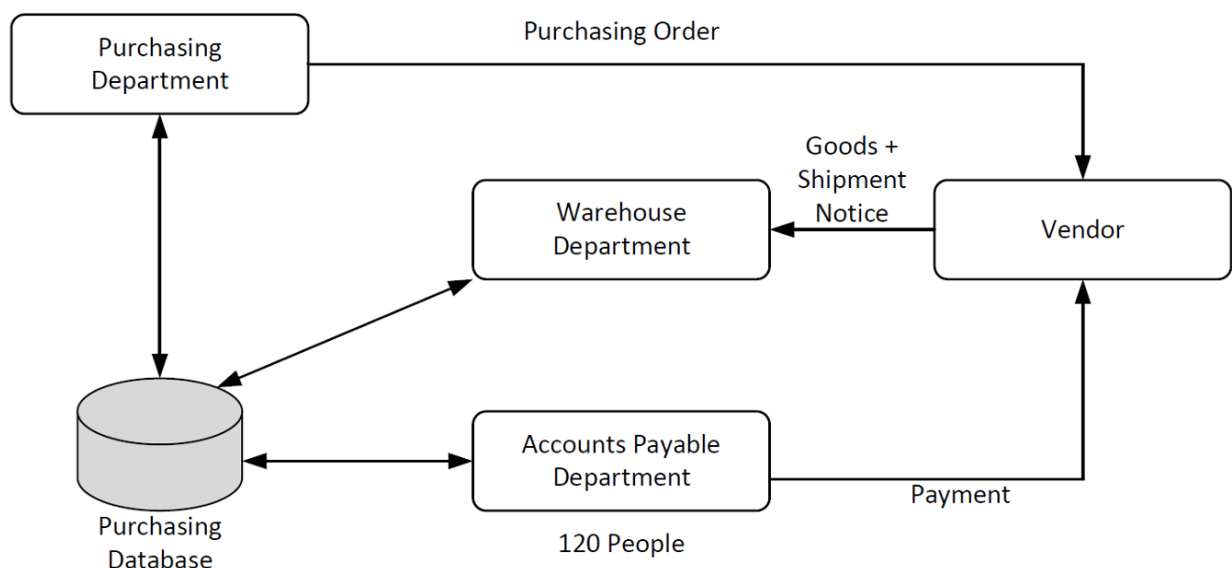 Purchasing Order
Purchasing
Department
Goods +
Shipment
Notice
Warehouse
Department
Vendor
Accounts Payable
Department
Payment
Purchasing
Database
120 People